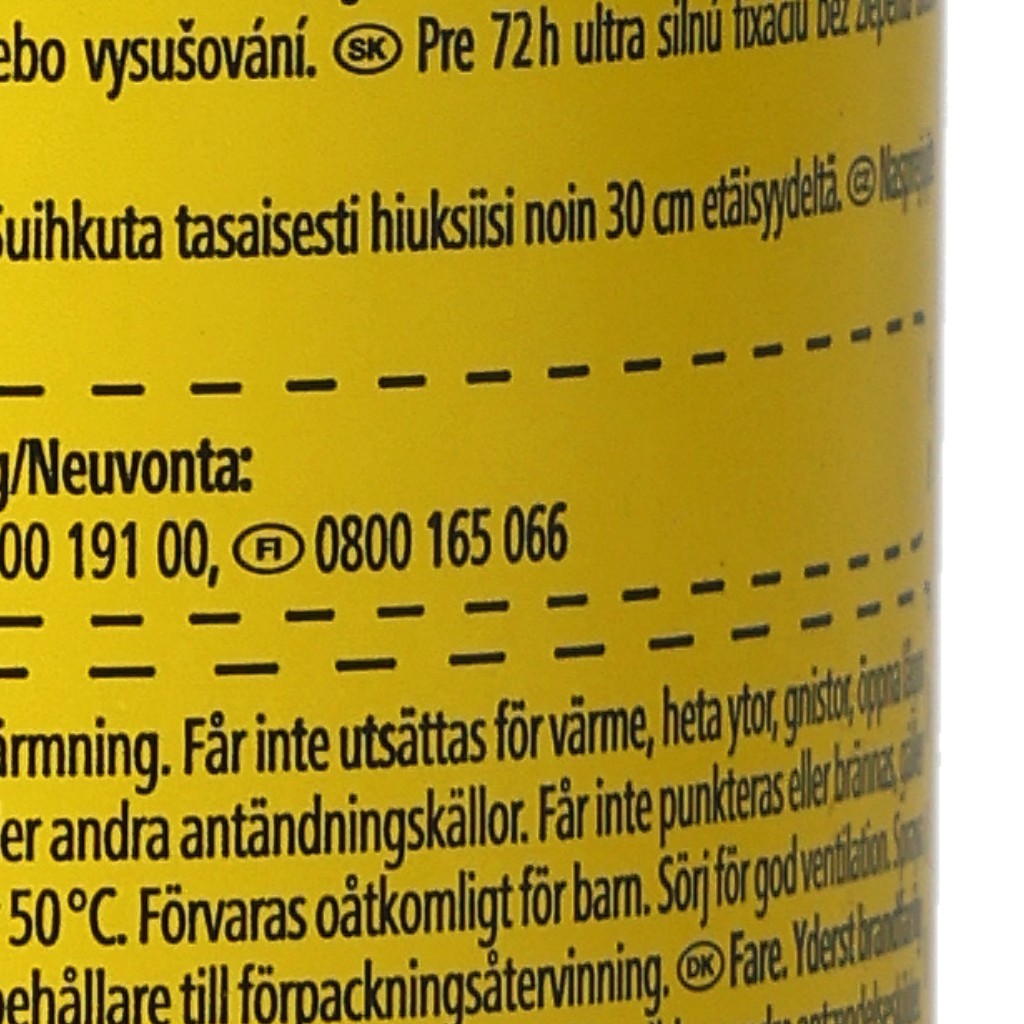 ebo vysušování. SK Pre 72h ultra silnú fixáciu bez
Suihkuta tasaisesti hiuksiisi noin 30 cm etäisyydeltä. CZ
g/Neuvonta:
00 191 00, FI 0800 165 066
ärmning. Får inte utsättas för värme, heta ytor, gnistor, öppna
er andra antändningskällor. Får inte punkteras eller brännas,
50 °C. Förvaras oåtkomligt för barn. Sörj för god ventilation.
behållare till förpackningsåtervinning. DK Fare. Yderst